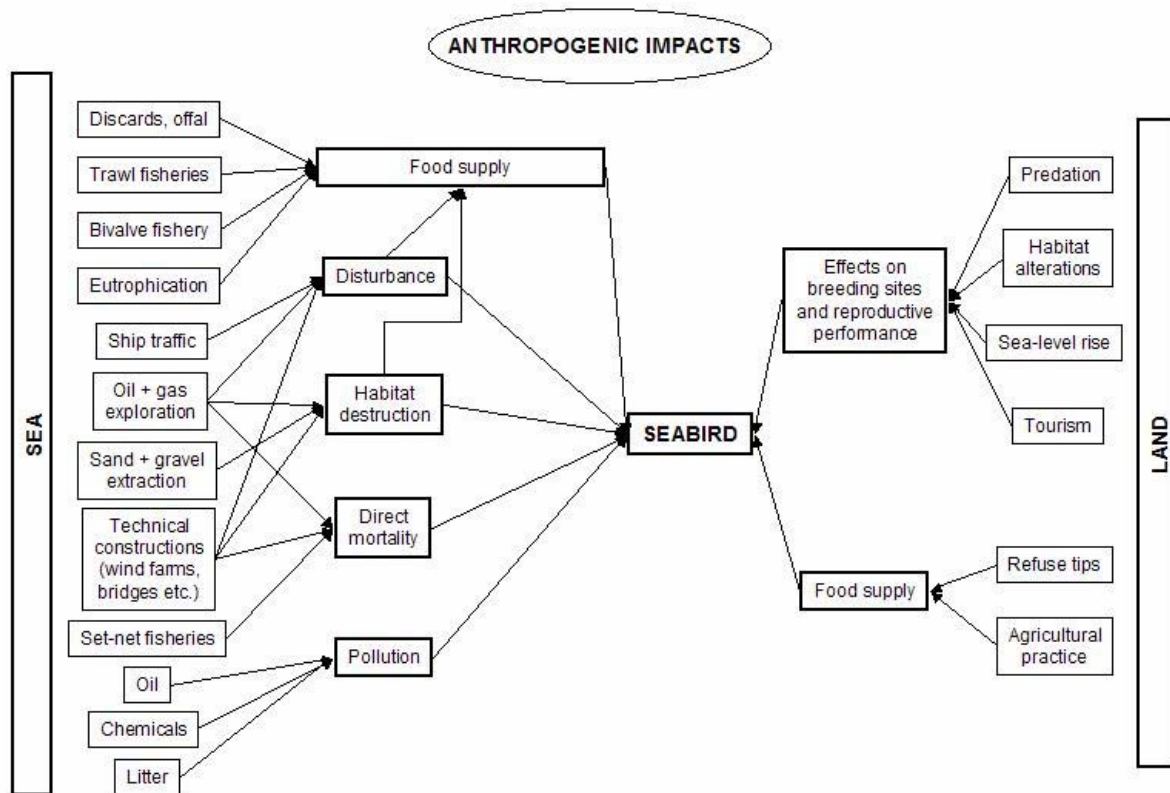 ANTHROPOGENIC IMPACTS
SEA
Discards, offal
Trawl fisheries
Bivalve fishery
Eutrophication
Ship traffic
Oil + gas
exploration
Sand + gravel
extraction
Technical
constructions
(wind farms,
bridges etc.)
Set-net fisheries
Oil
Chemicals
Litter
Food supply
Disturbance
Habitat
destruction
Direct
mortality
Pollution
SEABIRD
Effects on
breeding sites
and reproductive
performance
Food supply
Predation
Habitat
alterations
Sea-level rise
Tourism
Refuse tips
Agricultural
practice
LAND